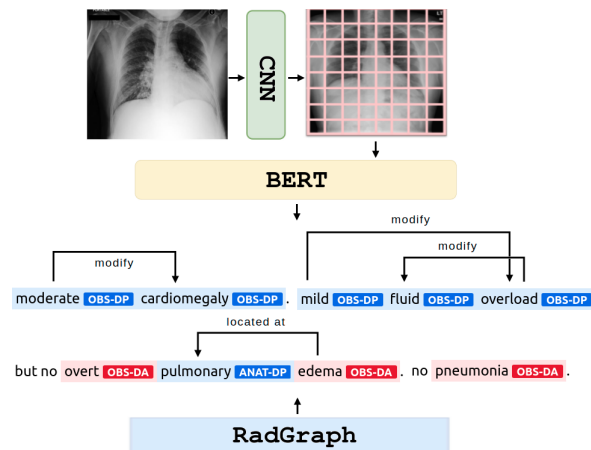 CNN
BERT
modify
modify
modify
moderate OBS-DP cardiomegaly OBS-DP . mild OBS-DP fluid OBS-DP overload OBS-DP
located at
but no overt OBS-DA pulmonary ANAT-DP edema OBS-DA . no pneumonia OBS-DA .
RadGraph